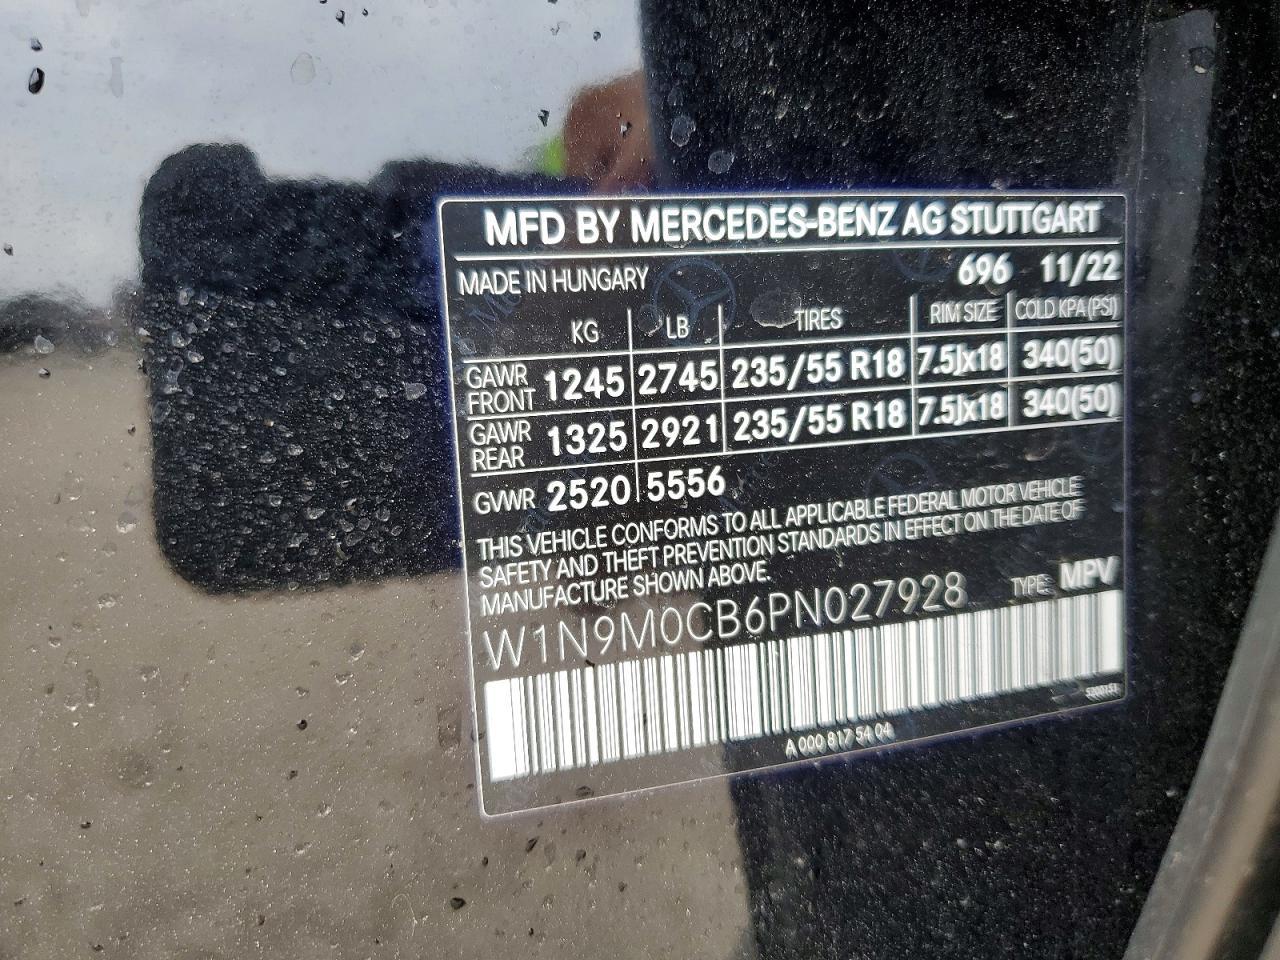 MFD BY MERCEDES-BENZ AG STUTTGART
MADE IN HUNGARY 696 11/22
KG LB TIRES RIM SIZE COLD KPA(PSI)
GAWR FRONT 1245 2745 235/55 R18 7.5Jx18 340(50)
GAWR REAR 1325 2921 235/55 R18 7.5Jx18 340(50)
GVWR 2520 5556
THIS VEHICLE CONFORMS TO ALL APPLICABLE FEDERAL MOTOR VEHICLE
SAFETY AND THEFT PREVENTION STANDARDS IN EFFECT ON THE DATE OF
MANUFACTURE SHOWN ABOVE.
W1N9M0CB6PN027928 TYPE: MPV
5200151
A 000 817 54 04